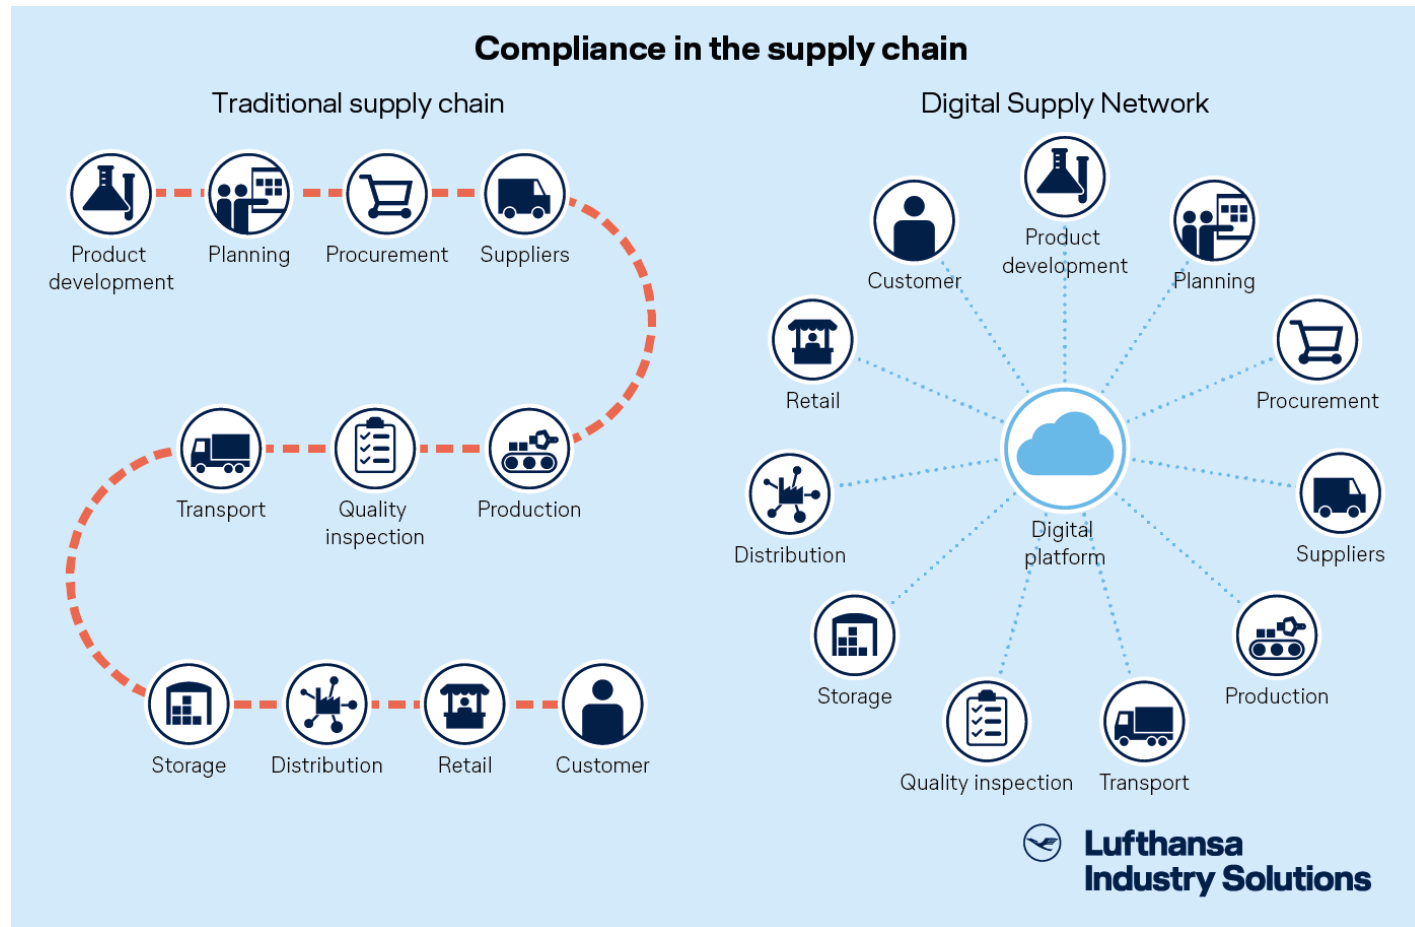 Compliance in the supply chain
Traditional supply chain
Product
development
Planning
Procurement
Suppliers
Transport
Quality
inspection
Production
Storage
Distribution
Retail
Customer
Digital Supply Network
Customer
Product
development
Planning
Retail
Procurement
Distribution
Digital
platform
Suppliers
Storage
Production
Quality inspection
Transport
Lufthansa
Industry Solutions